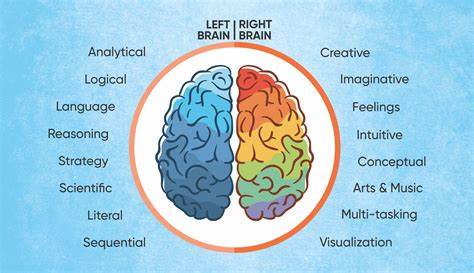 LEFT BRAIN | RIGHT BRAIN
Analytical
Logical
Language
Reasoning
Strategy
Scientific
Literal
Sequential
Creative
Imaginative
Feelings
Intuitive
Conceptual
Arts & Music
Multi-tasking
Visualization